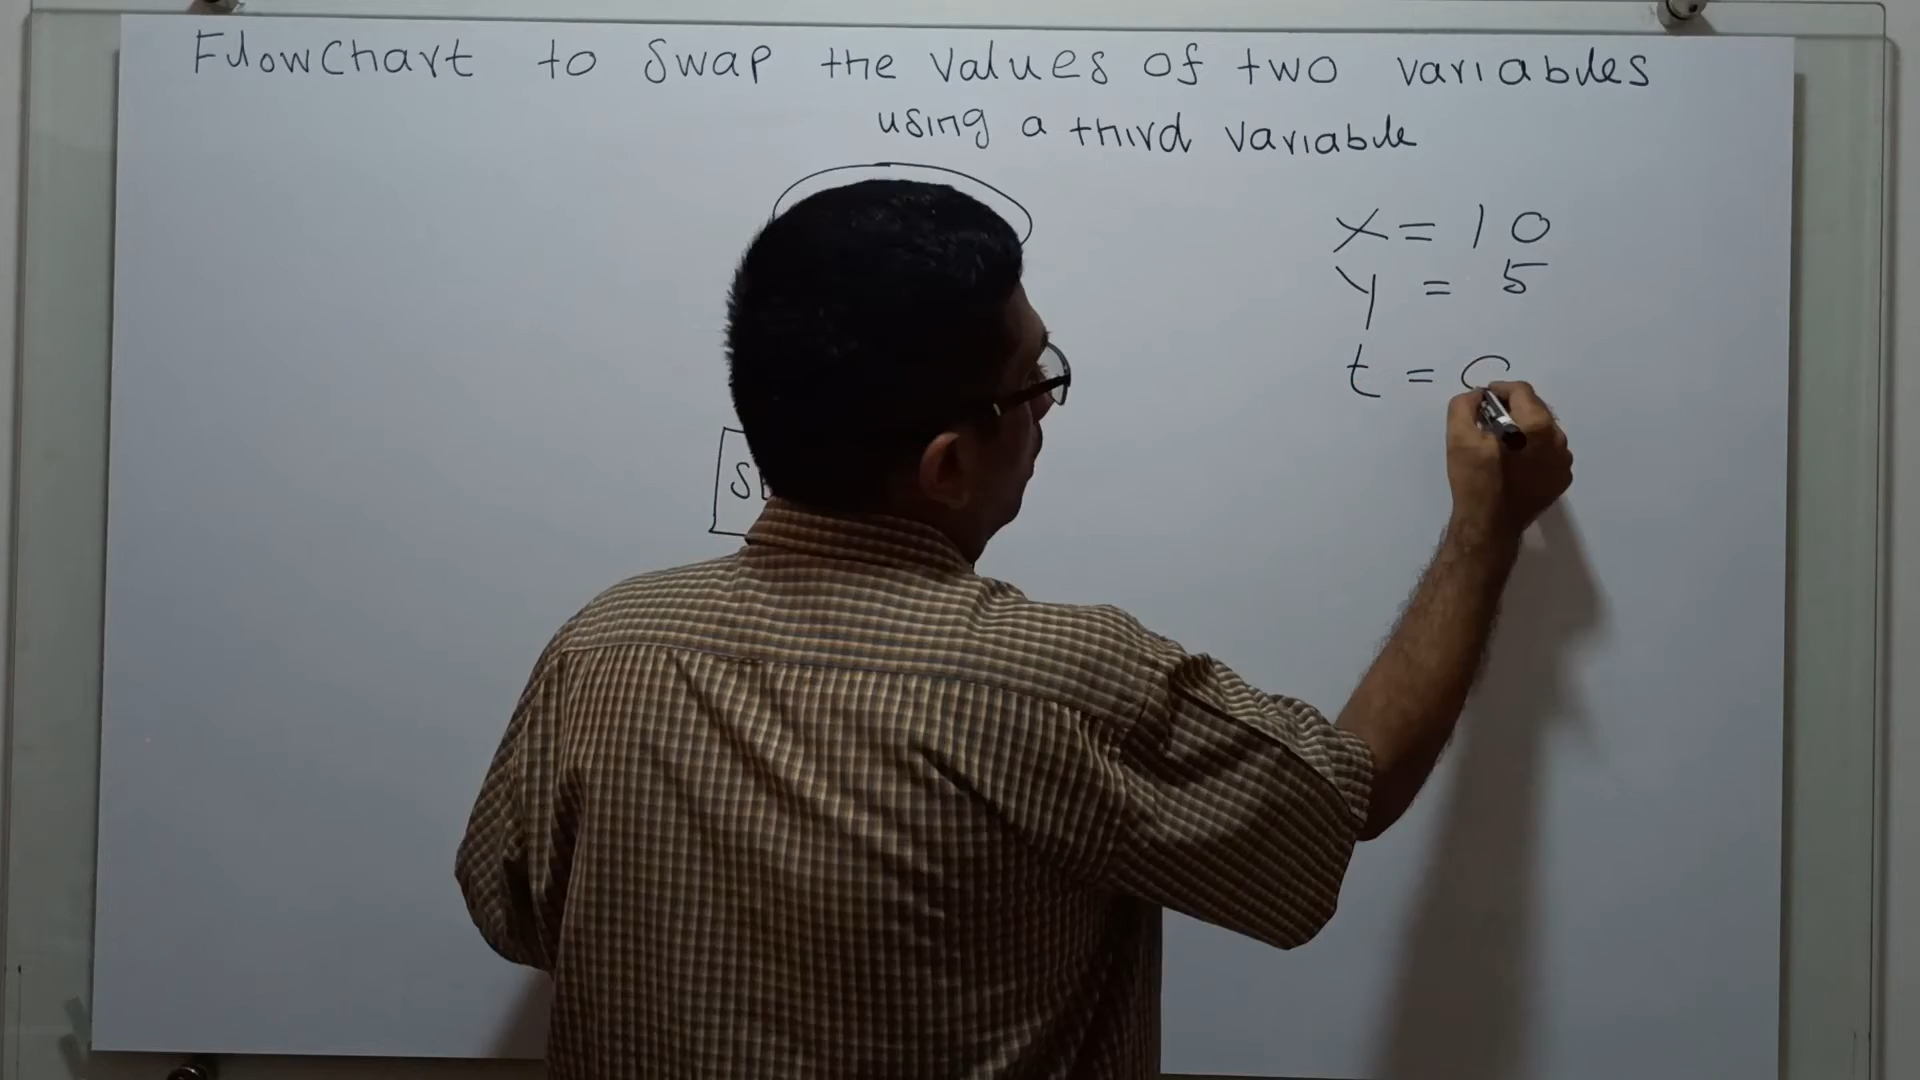 Flowchart to Swap the values of two variables
using a third variable
x = 10
y = 5
t =